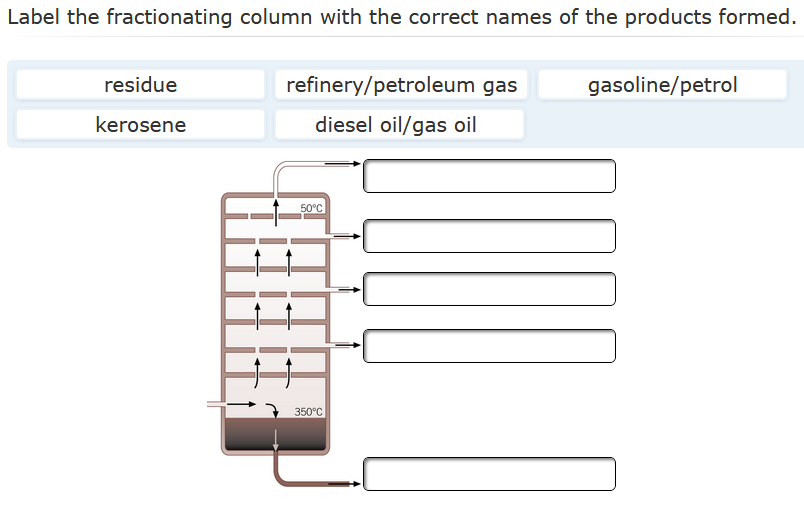 Label the fractionating column with the correct names of the products formed.
residue
refinery/petroleum gas
gasoline/petrol
kerosene
diesel oil/gas oil
50°C
350°C